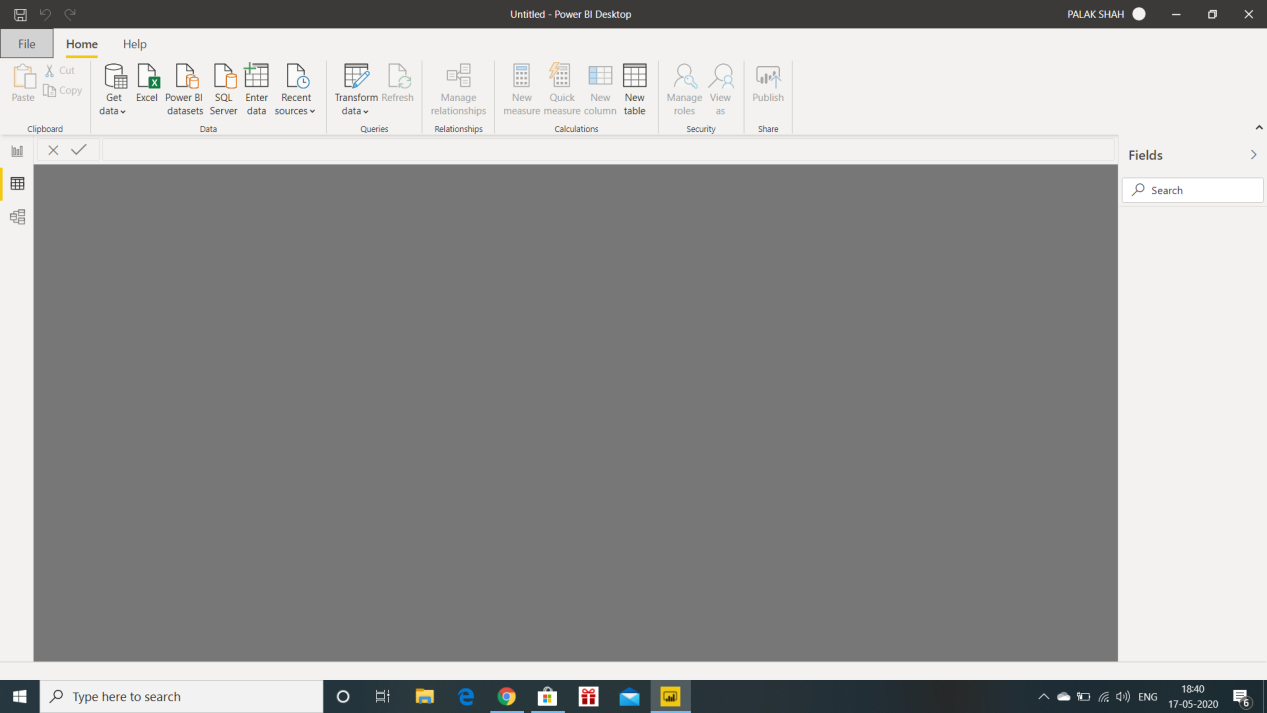 Untitled - Power BI Desktop
PALAK SHAH
File Home Help
Paste
Cut
Copy
Clipboard
Get data
Excel
Power BI datasets
SQL Server
Enter data
Recent sources
Data
Transform data
Refresh
Queries
Manage relationships
Relationships
New measure
Quick measure
New column
New table
Calculations
Manage roles
View as
Security
Publish
Share
Fields
Search
Type here to search
ENG
18:40
17-05-2020
6